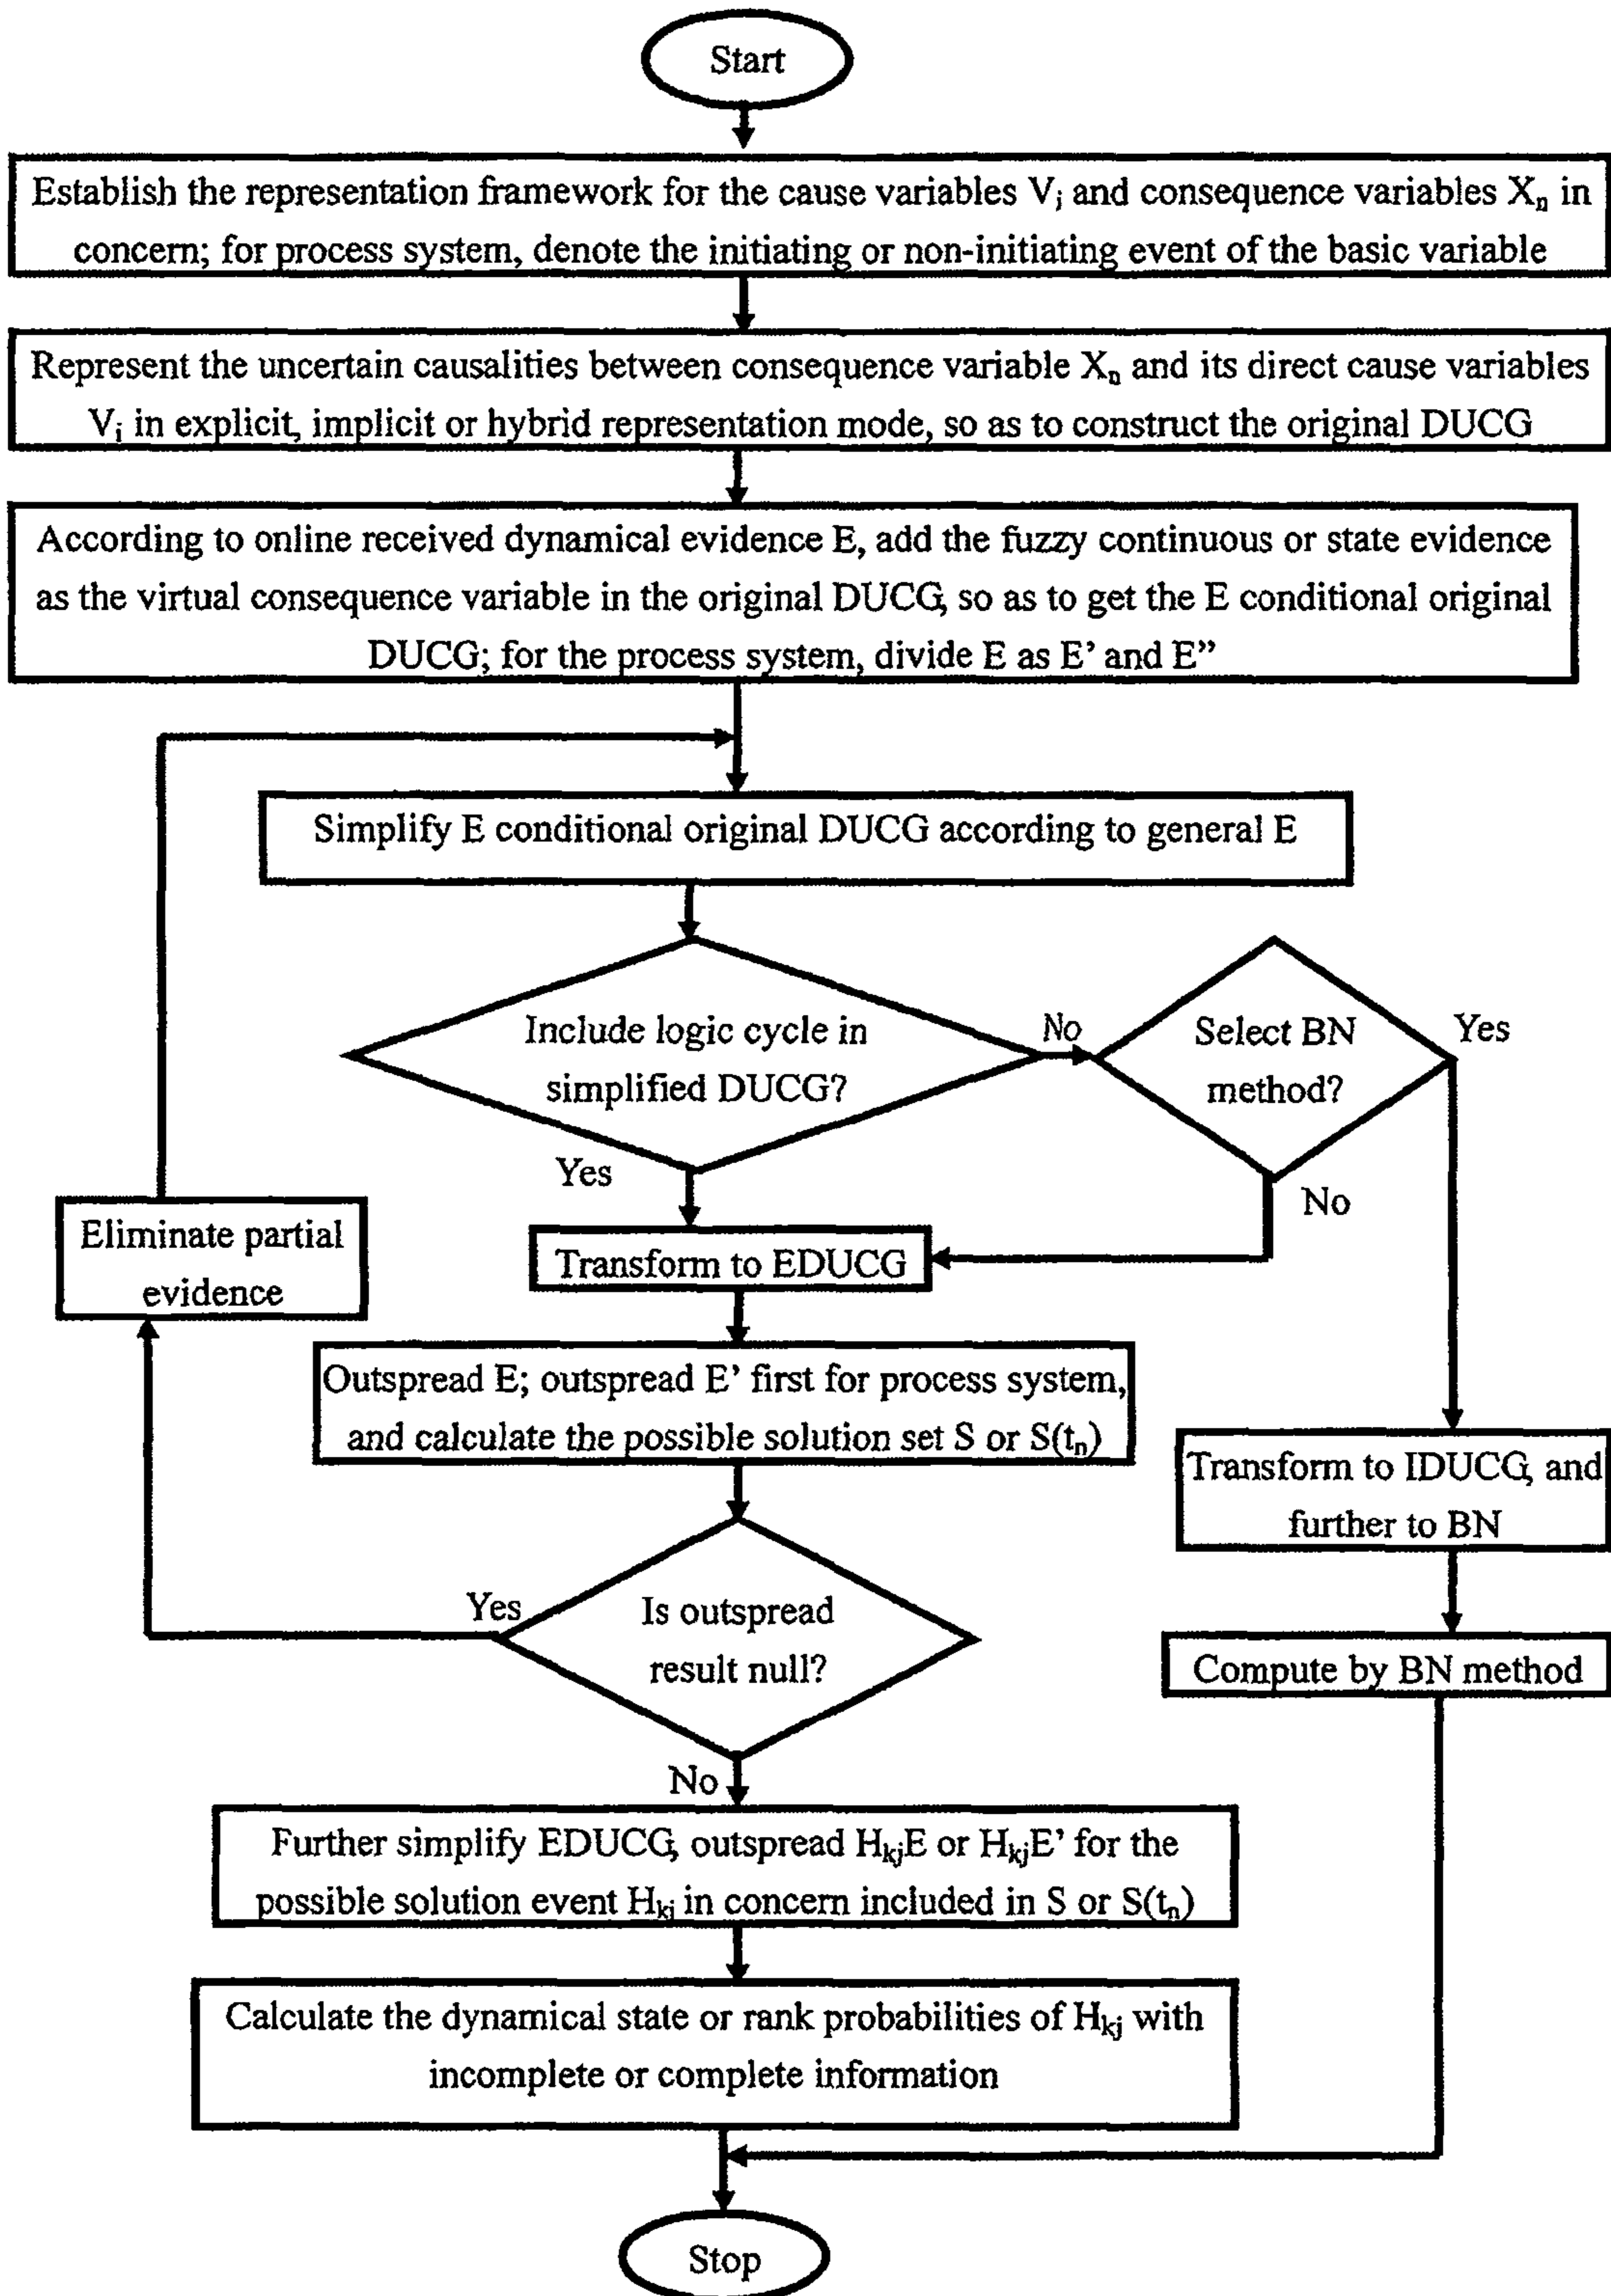 Start
Establish the representation framework for the cause variables Vi and consequence variables Xn in
concern; for process system, denote the initiating or non-initiating event of the basic variable
Represent the uncertain causalities between consequence variable Xn and its direct cause variables
Vi in explicit, implicit or hybrid representation mode, so as to construct the original DUCG
According to online received dynamical evidence E, add the fuzzy continuous or state evidence
as the virtual consequence variable in the original DUCG, so as to get the E conditional original
DUCG; for the process system, divide E as E’ and E”
Simplify E conditional original DUCG according to general E
Include logic cycle in
simplified DUCG?
No
Select BN
method?
Yes
Yes
No
Eliminate partial
evidence
Transform to EDUCG
Outspread E; outspread E’ first for process system,
and calculate the possible solution set S or S(tn)
Transform to IDUCG, and
further to BN
Yes
Is outspread
result null?
Compute by BN method
No
Further simplify EDUCG, outspread HkjE or HkjE’ for the
possible solution event Hkj in concern included in S or S(tn)
Calculate the dynamical state or rank probabilities of Hkj with
incomplete or complete information
Stop